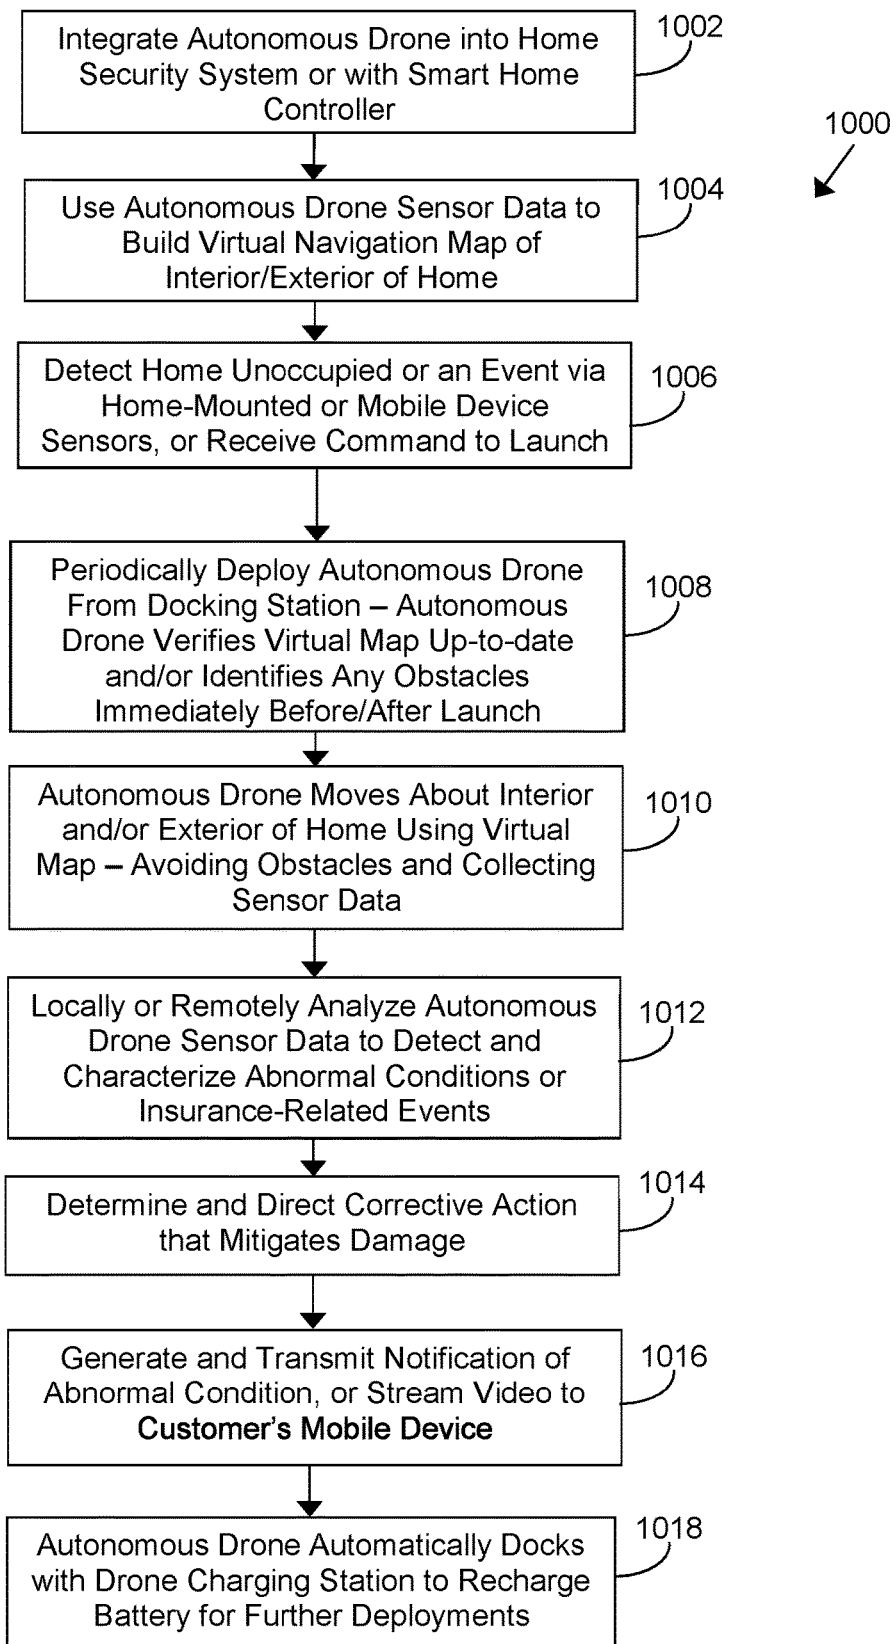 Integrate Autonomous Drone into Home
Security System or with Smart Home
Controller
1002
1000
Use Autonomous Drone Sensor Data to
Build Virtual Navigation Map of
Interior/Exterior of Home
1004
Detect Home Unoccupied or an Event via
Home-Mounted or Mobile Device
Sensors, or Receive Command to Launch
1006
Periodically Deploy Autonomous Drone
From Docking Station – Autonomous
Drone Verifies Virtual Map Up-to-date
and/or Identifies Any Obstacles
Immediately Before/After Launch
1008
Autonomous Drone Moves About Interior
and/or Exterior of Home Using Virtual
Map – Avoiding Obstacles and Collecting
Sensor Data
1010
Locally or Remotely Analyze Autonomous
Drone Sensor Data to Detect and
Characterize Abnormal Conditions or
Insurance-Related Events
1012
Determine and Direct Corrective Action
that Mitigates Damage
1014
Generate and Transmit Notification of
Abnormal Condition, or Stream Video to
Customer's Mobile Device
1016
Autonomous Drone Automatically Docks
with Drone Charging Station to Recharge
Battery for Further Deployments
1018